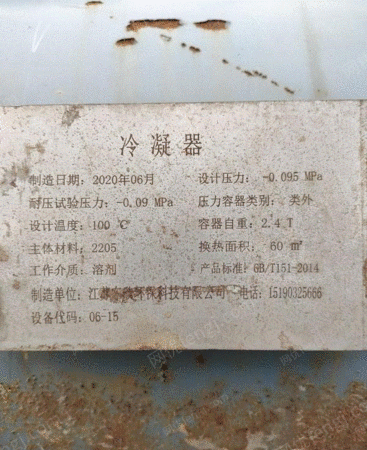 冷凝器
制造日期: 2020年06月 设计压力: -0.095 MPa
耐压试验压力: -0.09 MPa 压力容器类别: 类外
设计温度: 100 ℃ 容器自重: 2.4 T
主体材料: 2205 换热面积: 60 m²
工作介质: 溶剂 产品标准: GB/T151-2014
制造单位: 江 环保科技有限公司 电话: 15190325666
设备代码: 06-15